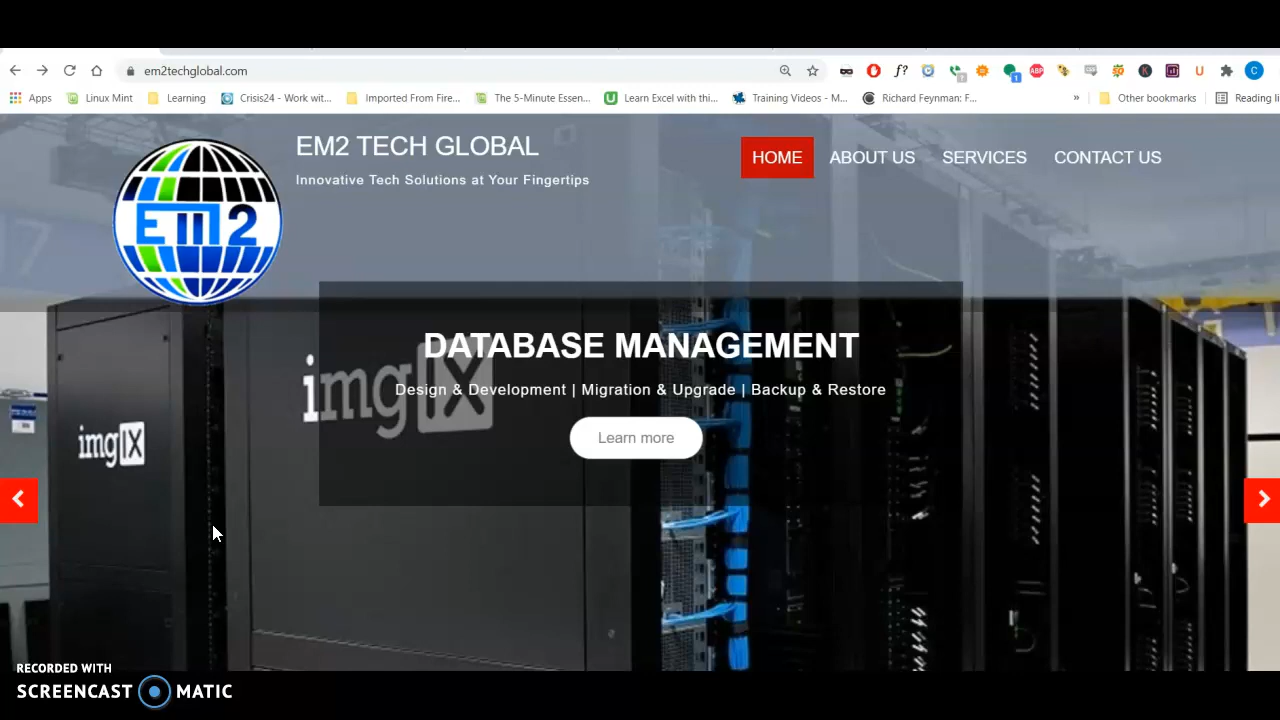 em2techglobal.com
f?
ABP
C
Apps
Linux Mint
Learning
Crisis24 - Work wit...
Imported From Fire...
The 5-Minute Essen...
Learn Excel with thi...
Training Videos - M...
Richard Feynman: F...
»
Other bookmarks
Reading li
EM2 TECH GLOBAL
Innovative Tech Solutions at Your Fingertips
HOME
ABOUT US
SERVICES
CONTACT US
Em2
DATABASE MANAGEMENT
Design & Development | Migration & Upgrade | Backup & Restore
Learn more
imgIX
imgIX
RECORDED WITH
SCREENCAST MATIC